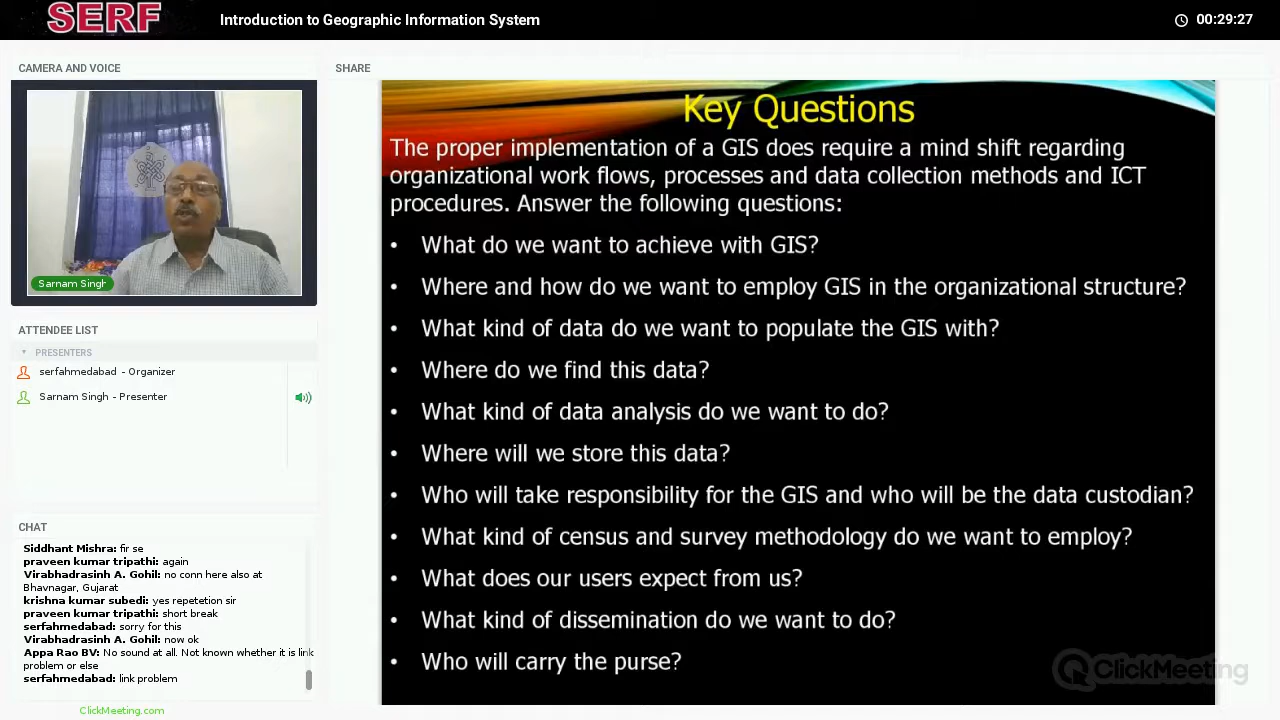 SERF
Introduction to Geographic Information System
00:29:27
CAMERA AND VOICE
Sarnam Singh
ATTENDEE LIST
PRESENTERS
serfahmedabad - Organizer
Sarnam Singh - Presenter
CHAT
Siddhant Mishra: fir se
praveen kumar tripathi: again
Virabhadrasinh A. Gohil: no conn here also at
Bhavnagar, Gujarat
krishna kumar subedi: yes repetetion sir
praveen kumar tripathi: short break
serfahmedabad: sorry for this
Virabhadrasinh A. Gohil: now ok
Appa Rao BV: No sound at all. Not known whether it is link
problem or else
serfahmedabad: link problem
ClickMeeting.com
SHARE
Key Questions
The proper implementation of a GIS does require a mind shift regarding
organizational work flows, processes and data collection methods and ICT
procedures. Answer the following questions:
• What do we want to achieve with GIS?
• Where and how do we want to employ GIS in the organizational structure?
• What kind of data do we want to populate the GIS with?
• Where do we find this data?
• What kind of data analysis do we want to do?
• Where will we store this data?
• Who will take responsibility for the GIS and who will be the data custodian?
• What kind of census and survey methodology do we want to employ?
• What does our users expect from us?
• What kind of dissemination do we want to do?
• Who will carry the purse?
ClickMeeting